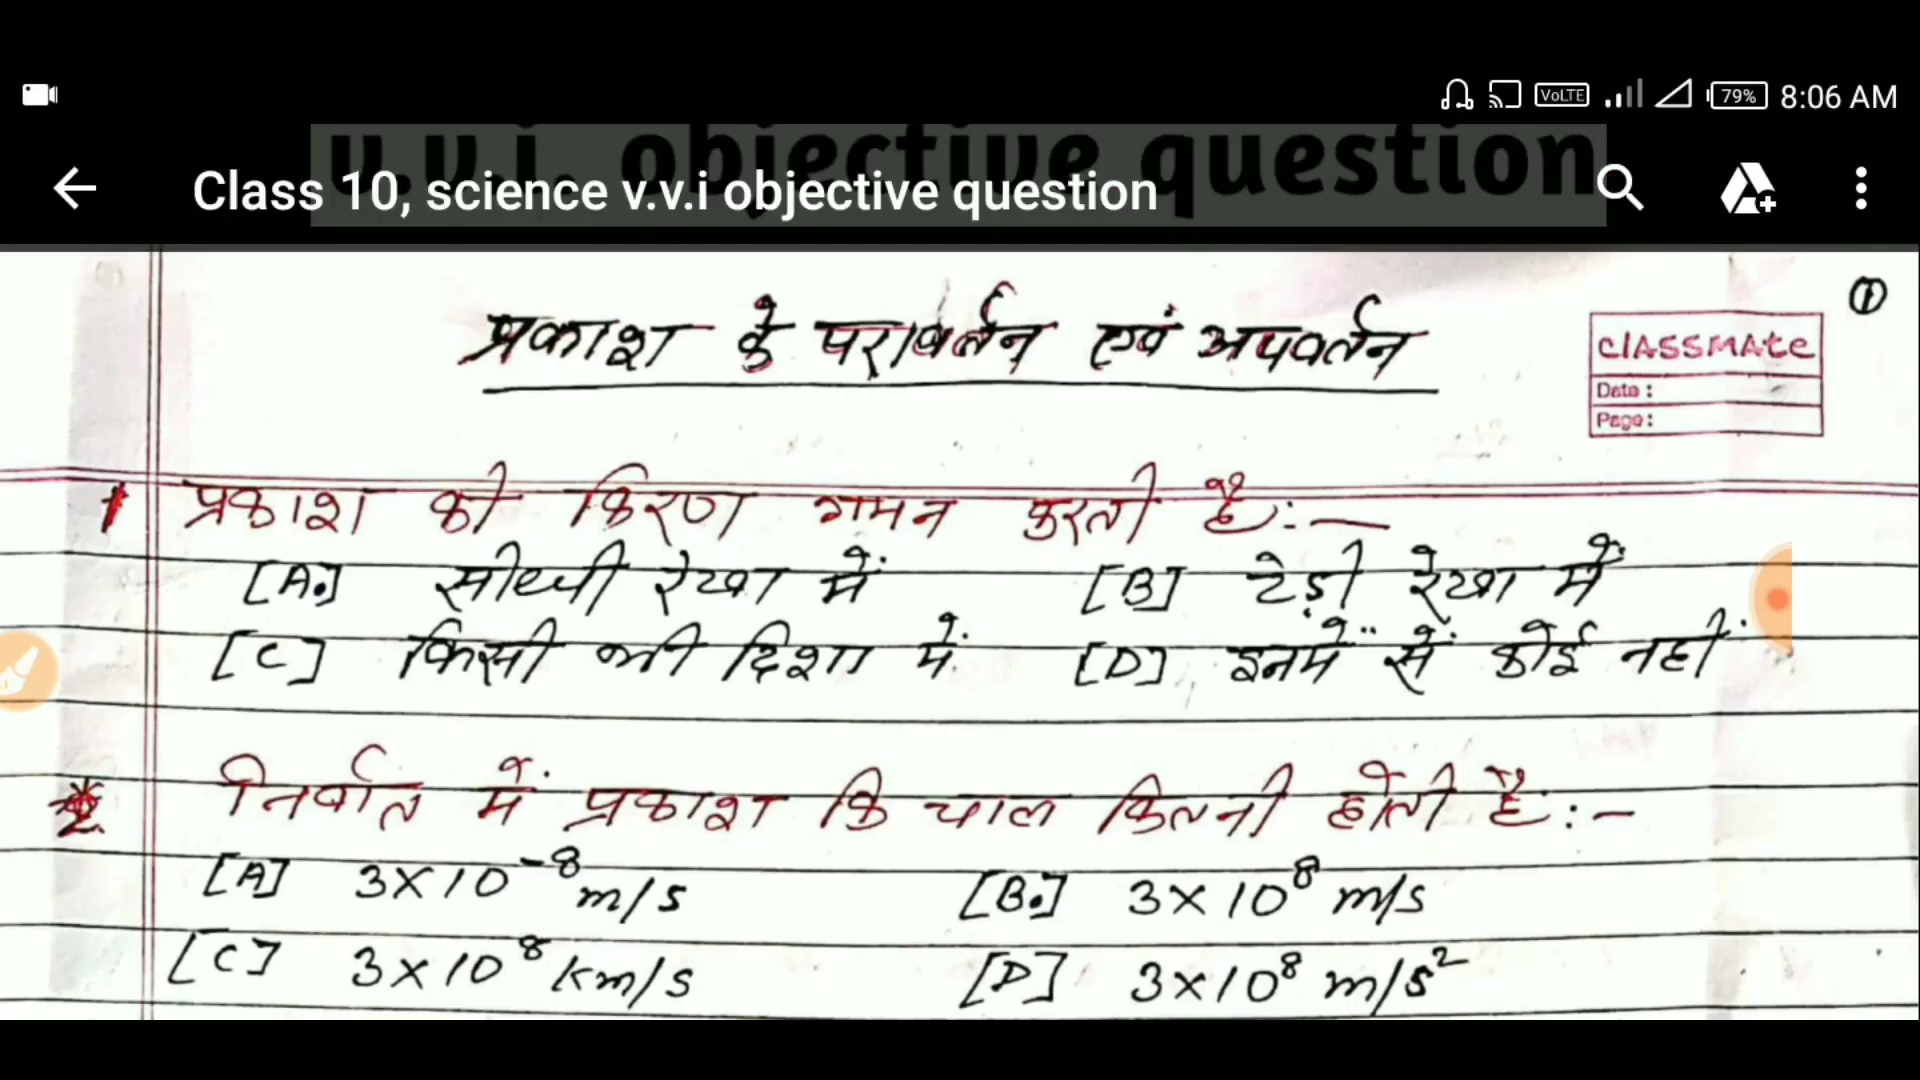 VoLTE 79% 8:06 AM
v.v.i. objective question
Class 10, science v.v.i objective question
1
प्रकाश के परावर्तन एवं अपवर्तन
CLASSMATE
Date :
Page:
1 प्रकाश की किरण गमन करती है:—
[A.] सीधी रेखा में [B] टेड़ी रेखा में
[C] किसी भी दिशा में [D] इनमें से कोई नहीं
2. निर्वात में प्रकाश कि चाल कितनी होती है:-
[A] 3×10⁻⁸ m/s [B.] 3×10⁸ m/s
[C] 3×10⁸ km/s [D] 3×10⁸ m/s²